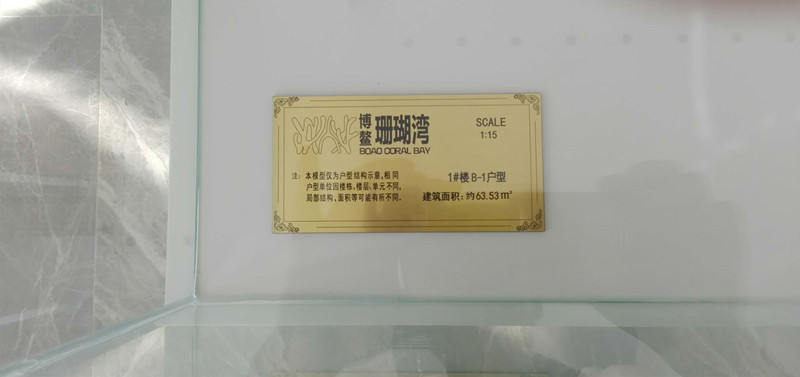 博鳌 珊瑚湾
BOAO CORAL BAY
SCALE
1:15
注：本模型仅为户型结构示意，相同
户型单位因楼栋、楼层、单元不同，
局部结构、面积等可能有所不同.
1#楼 B-1户型
建筑面积：约63.53㎡